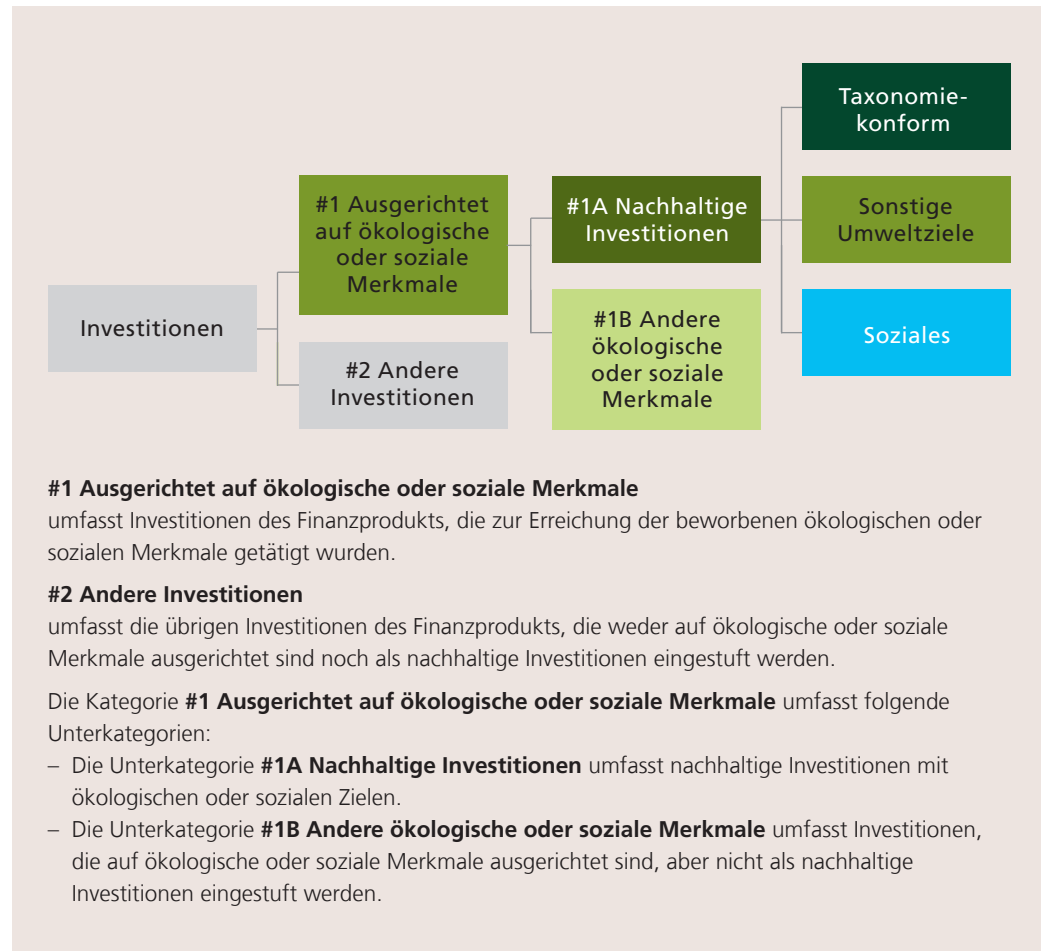 Taxonomie-
konform
#1 Ausgerichtet
auf ökologische
oder soziale
Merkmale
#1A Nachhaltige
Investitionen
Sonstige
Umweltziele
Investitionen
#2 Andere
Investitionen
#1B Andere
ökologische
oder soziale
Merkmale
Soziales
#1 Ausgerichtet auf ökologische oder soziale Merkmale
umfasst Investitionen des Finanzprodukts, die zur Erreichung der beworbenen ökologischen oder
sozialen Merkmale getätigt wurden.
#2 Andere Investitionen
umfasst die übrigen Investitionen des Finanzprodukts, die weder auf ökologische oder soziale
Merkmale ausgerichtet sind noch als nachhaltige Investitionen eingestuft werden.
Die Kategorie #1 Ausgerichtet auf ökologische oder soziale Merkmale umfasst folgende
Unterkategorien:
– Die Unterkategorie #1A Nachhaltige Investitionen umfasst nachhaltige Investitionen mit
ökologischen oder sozialen Zielen.
– Die Unterkategorie #1B Andere ökologische oder soziale Merkmale umfasst Investitionen,
die auf ökologische oder soziale Merkmale ausgerichtet sind, aber nicht als nachhaltige
Investitionen eingestuft werden.